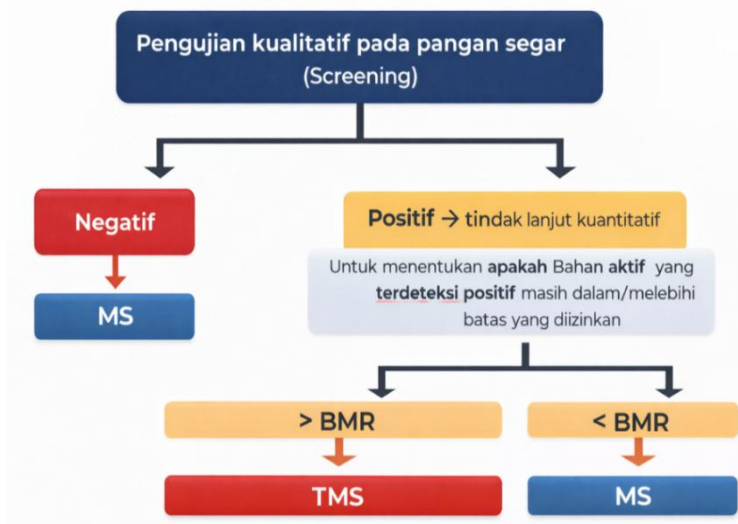 Pengujian kualitatif pada pangan segar
(Screening)
Negatif
MS
Positif → tindak lanjut kuantitatif
Untuk menentukan apakah Bahan aktif yang
terdeteksi positif masih dalam/melebihi
batas yang diizinkan
> BMR
TMS
< BMR
MS